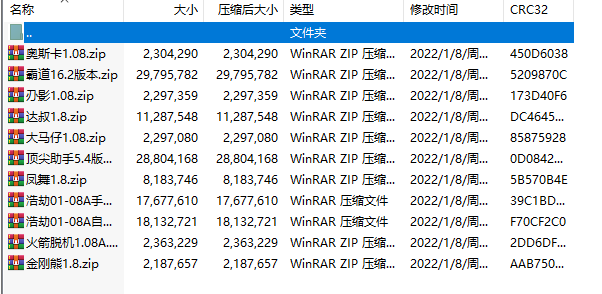 名称 大小 压缩后大小 类型 修改时间 CRC32
.. 文件夹
奥斯卡1.08.zip 2,304,290 2,304,290 WinRAR ZIP 压缩... 2022/1/8/周... 450D6038
霸道16.2版本.zip 29,795,782 29,795,782 WinRAR ZIP 压缩... 2022/1/8/周... 5209870C
刅影1.08.zip 2,297,359 2,297,359 WinRAR ZIP 压缩... 2022/1/8/周... 173D40F6
达叔1.8.zip 11,287,548 11,287,548 WinRAR ZIP 压缩... 2022/1/8/周... DC4645...
大马仔1.08.zip 2,297,080 2,297,080 WinRAR ZIP 压缩... 2022/1/8/周... 85875928
顶尖助手5.4版... 28,804,168 28,804,168 WinRAR ZIP 压缩... 2022/1/8/周... 0D0842...
凤舞1.8.zip 8,183,746 8,183,746 WinRAR ZIP 压缩... 2022/1/8/周... 5B570B4E
浩劫01-08A手... 17,677,610 17,677,610 WinRAR 压缩文件 2022/1/8/周... 39C1BD...
浩劫01-08A自... 18,132,721 18,132,721 WinRAR 压缩文件 2022/1/8/周... F70CF2C0
火箭脱机1.08A.... 2,363,229 2,363,229 WinRAR ZIP 压缩... 2022/1/8/周... 2DD6DF...
金刚熊1.8.zip 2,187,657 2,187,657 WinRAR ZIP 压缩... 2022/1/8/周... AAB750...